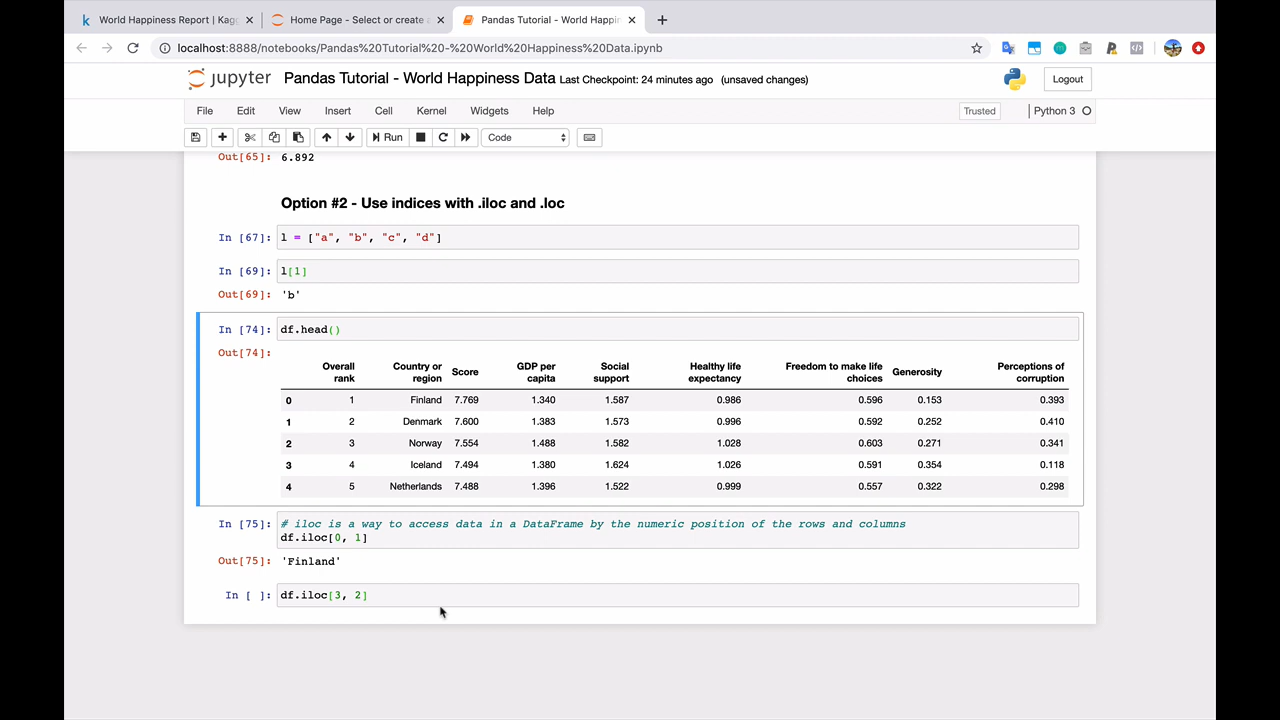 World Happiness Report | Kag
Home Page - Select or create a
Pandas Tutorial - World Happin
localhost:8888/notebooks/Pandas%20Tutorial%20-%20World%20Happiness%20Data.ipynb
jupyter Pandas Tutorial - World Happiness Data Last Checkpoint: 24 minutes ago (unsaved changes) Logout
File Edit View Insert Cell Kernel Widgets Help Trusted Python 3
Run Code
Out[65]: 6.892
Option #2 - Use indices with .iloc and .loc
In [67]: l = ["a", "b", "c", "d"]
In [69]: l[1]
Out[69]: 'b'
In [74]: df.head()
Out[74]:
Overall rank Country or region Score GDP per capita Social support Healthy life expectancy Freedom to make life choices Generosity Perceptions of corruption
0 1 Finland 7.769 1.340 1.587 0.986 0.596 0.153 0.393
1 2 Denmark 7.600 1.383 1.573 0.996 0.592 0.252 0.410
2 3 Norway 7.554 1.488 1.582 1.028 0.603 0.271 0.341
3 4 Iceland 7.494 1.380 1.624 1.026 0.591 0.354 0.118
4 5 Netherlands 7.488 1.396 1.522 0.999 0.557 0.322 0.298
In [75]: # iloc is a way to access data in a DataFrame by the numeric position of the rows and columns
df.iloc[0, 1]
Out[75]: 'Finland'
In [ ]: df.iloc[3, 2]